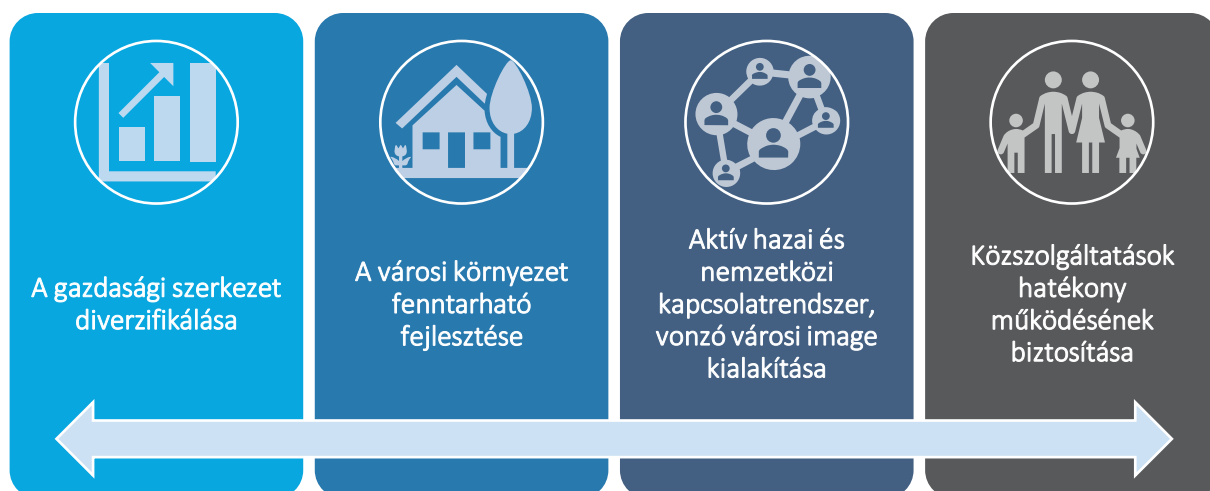 A gazdasági szerkezet
diverzifikálása
A városi környezet
fenntarható
fejlesztése
Aktív hazai és
nemzetközi
kapcsolatrendszer,
vonzó városi image
kialakítása
Közszolgáltatások
hatékony
működésének
biztosítása